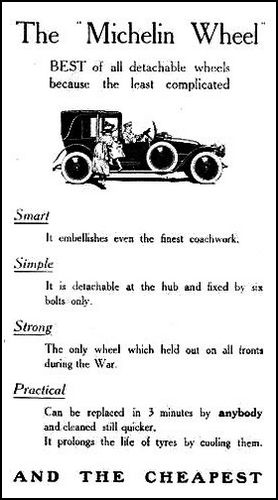 The "Michelin Wheel"
BEST of all detachable wheels
because the least complicated
Smart
It embellishes even the finest coachwork.
Simple
It is detachable at the hub and fixed by six
bolts only.
Strong
The only wheel which held out on all fronts
during the War.
Practical
Can be replaced in 3 minutes by anybody
and cleaned still quicker.
It prolongs the life of tyres by cooling them.
AND THE CHEAPEST